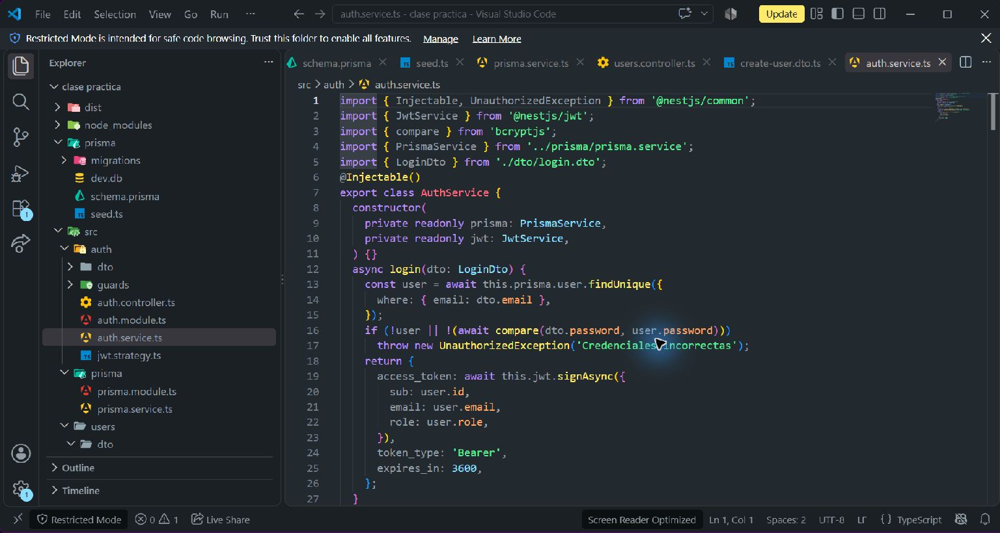 File Edit Selection View Go Run ··· auth.service.ts - clase practica - Visual Studio Code Update
Restricted Mode is intended for safe code browsing. Trust this folder to enable all features. Manage Learn More
Explorer ···
clase practica
dist
node_modules
prisma
migrations
dev.db
schema.prisma
TS seed.ts
src
auth
dto
guards
auth.controller.ts
auth.module.ts
auth.service.ts
TS jwt.strategy.ts
prisma
prisma.module.ts
prisma.service.ts
users
dto
Outline
Timeline
1
1
schema.prisma TS seed.ts prisma.service.ts users.controller.ts TS create-user.dto.ts auth.service.ts ···
src > auth > auth.service.ts
1 import { Injectable, UnauthorizedException } from '@nestjs/common';
2 import { JwtService } from '@nestjs/jwt';
3 import { compare } from 'bcryptjs';
4 import { PrismaService } from '../prisma/prisma.service';
5 import { LoginDto } from './dto/login.dto';
6 @Injectable()
7 export class AuthService {
8 constructor(
9 private readonly prisma: PrismaService,
10 private readonly jwt: JwtService,
11 ) {}
12 async login(dto: LoginDto) {
13 const user = await this.prisma.user.findUnique({
14 where: { email: dto.email },
15 });
16 if (!user || !(await compare(dto.password, user.password)))
17 throw new UnauthorizedException('Credenciales incorrectas');
18 return {
19 access_token: await this.jwt.signAsync({
20 sub: user.id,
21 email: user.email,
22 role: user.role,
23 }),
24 token_type: 'Bearer',
25 expires_in: 3600,
26 };
27 }
Restricted Mode 0 1 Live Share Screen Reader Optimized Ln 1, Col 1 Spaces: 2 UTF-8 LF {} TypeScript